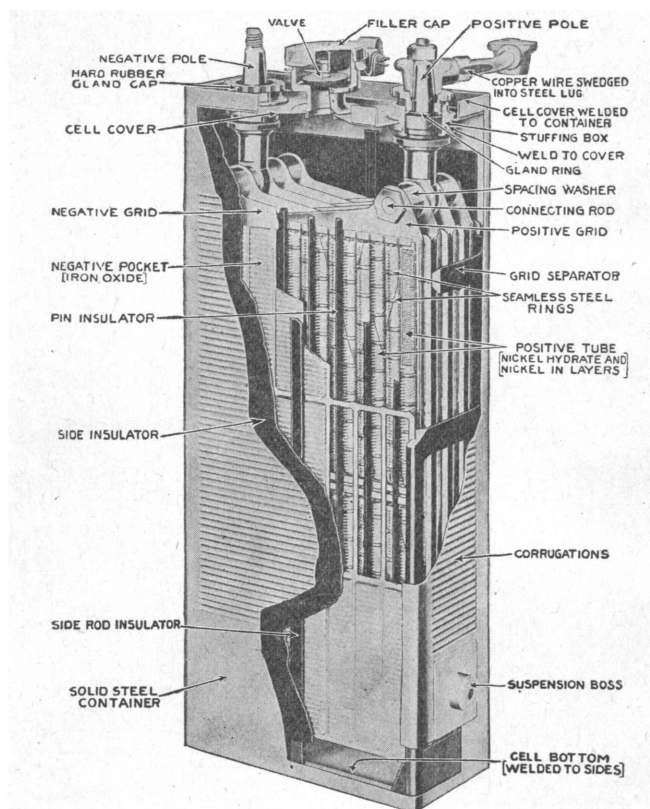 VALVE
FILLER CAP
POSITIVE POLE
NEGATIVE POLE
HARD RUBBER
GLAND CAP
CELL COVER
COPPER WIRE SWEDGED
INTO STEEL LUG
CELL COVER WELDED
TO CONTAINER
STUFFING BOX
WELD TO COVER
GLAND RING
SPACING WASHER
CONNECTING ROD
POSITIVE GRID
NEGATIVE GRID
NEGATIVE POCKET
[IRON OXIDE]
PIN INSULATOR
GRID SEPARATOR
SEAMLESS STEEL
RINGS
POSITIVE TUBE
[NICKEL HYDRATE AND
NICKEL IN LAYERS]
SIDE INSULATOR
CORRUGATIONS
SIDE ROD INSULATOR
SOLID STEEL
CONTAINER
SUSPENSION BOSS
CELL BOTTOM
[WELDED TO SIDES]